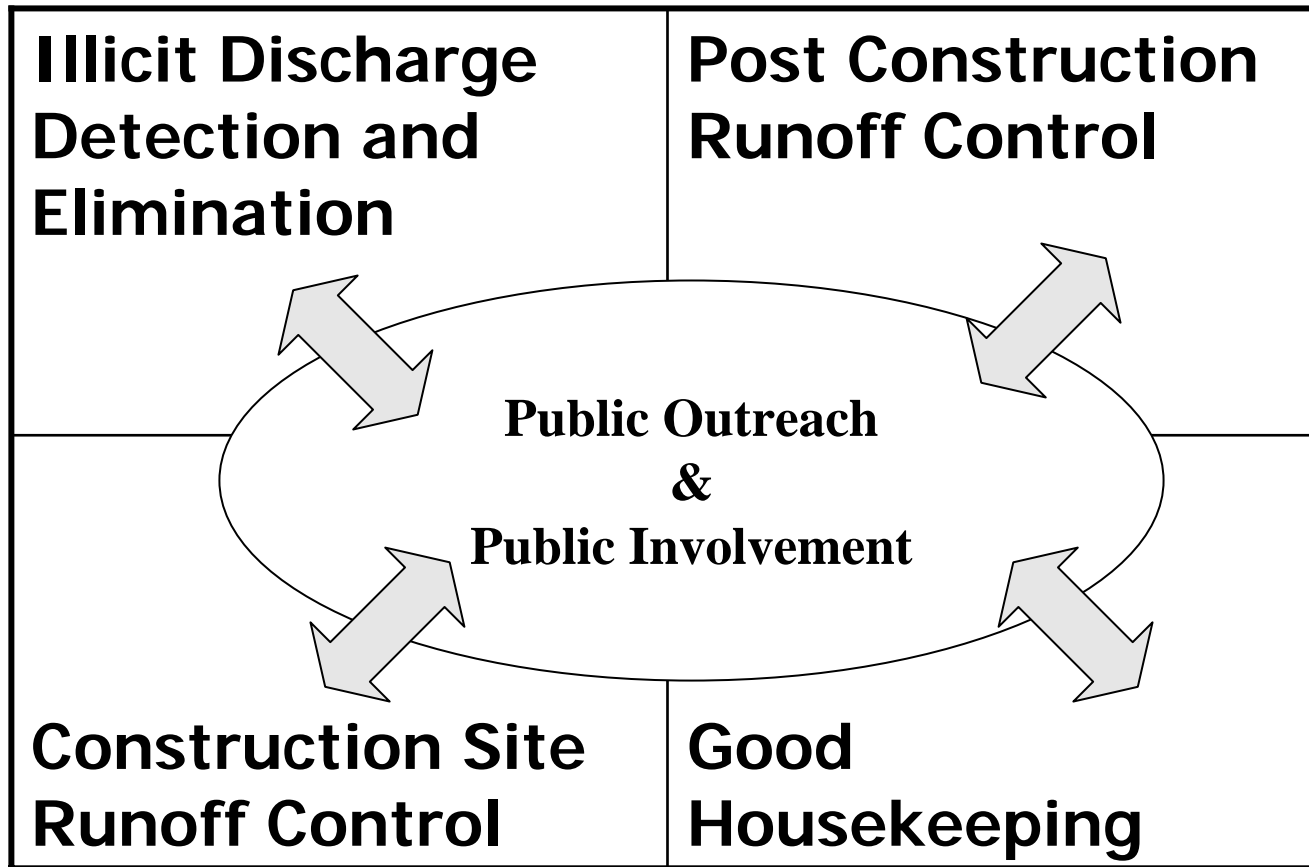 Illicit Discharge
Detection and
Elimination
Post Construction
Runoff Control
Public Outreach
&
Public Involvement
Construction Site
Runoff Control
Good
Housekeeping